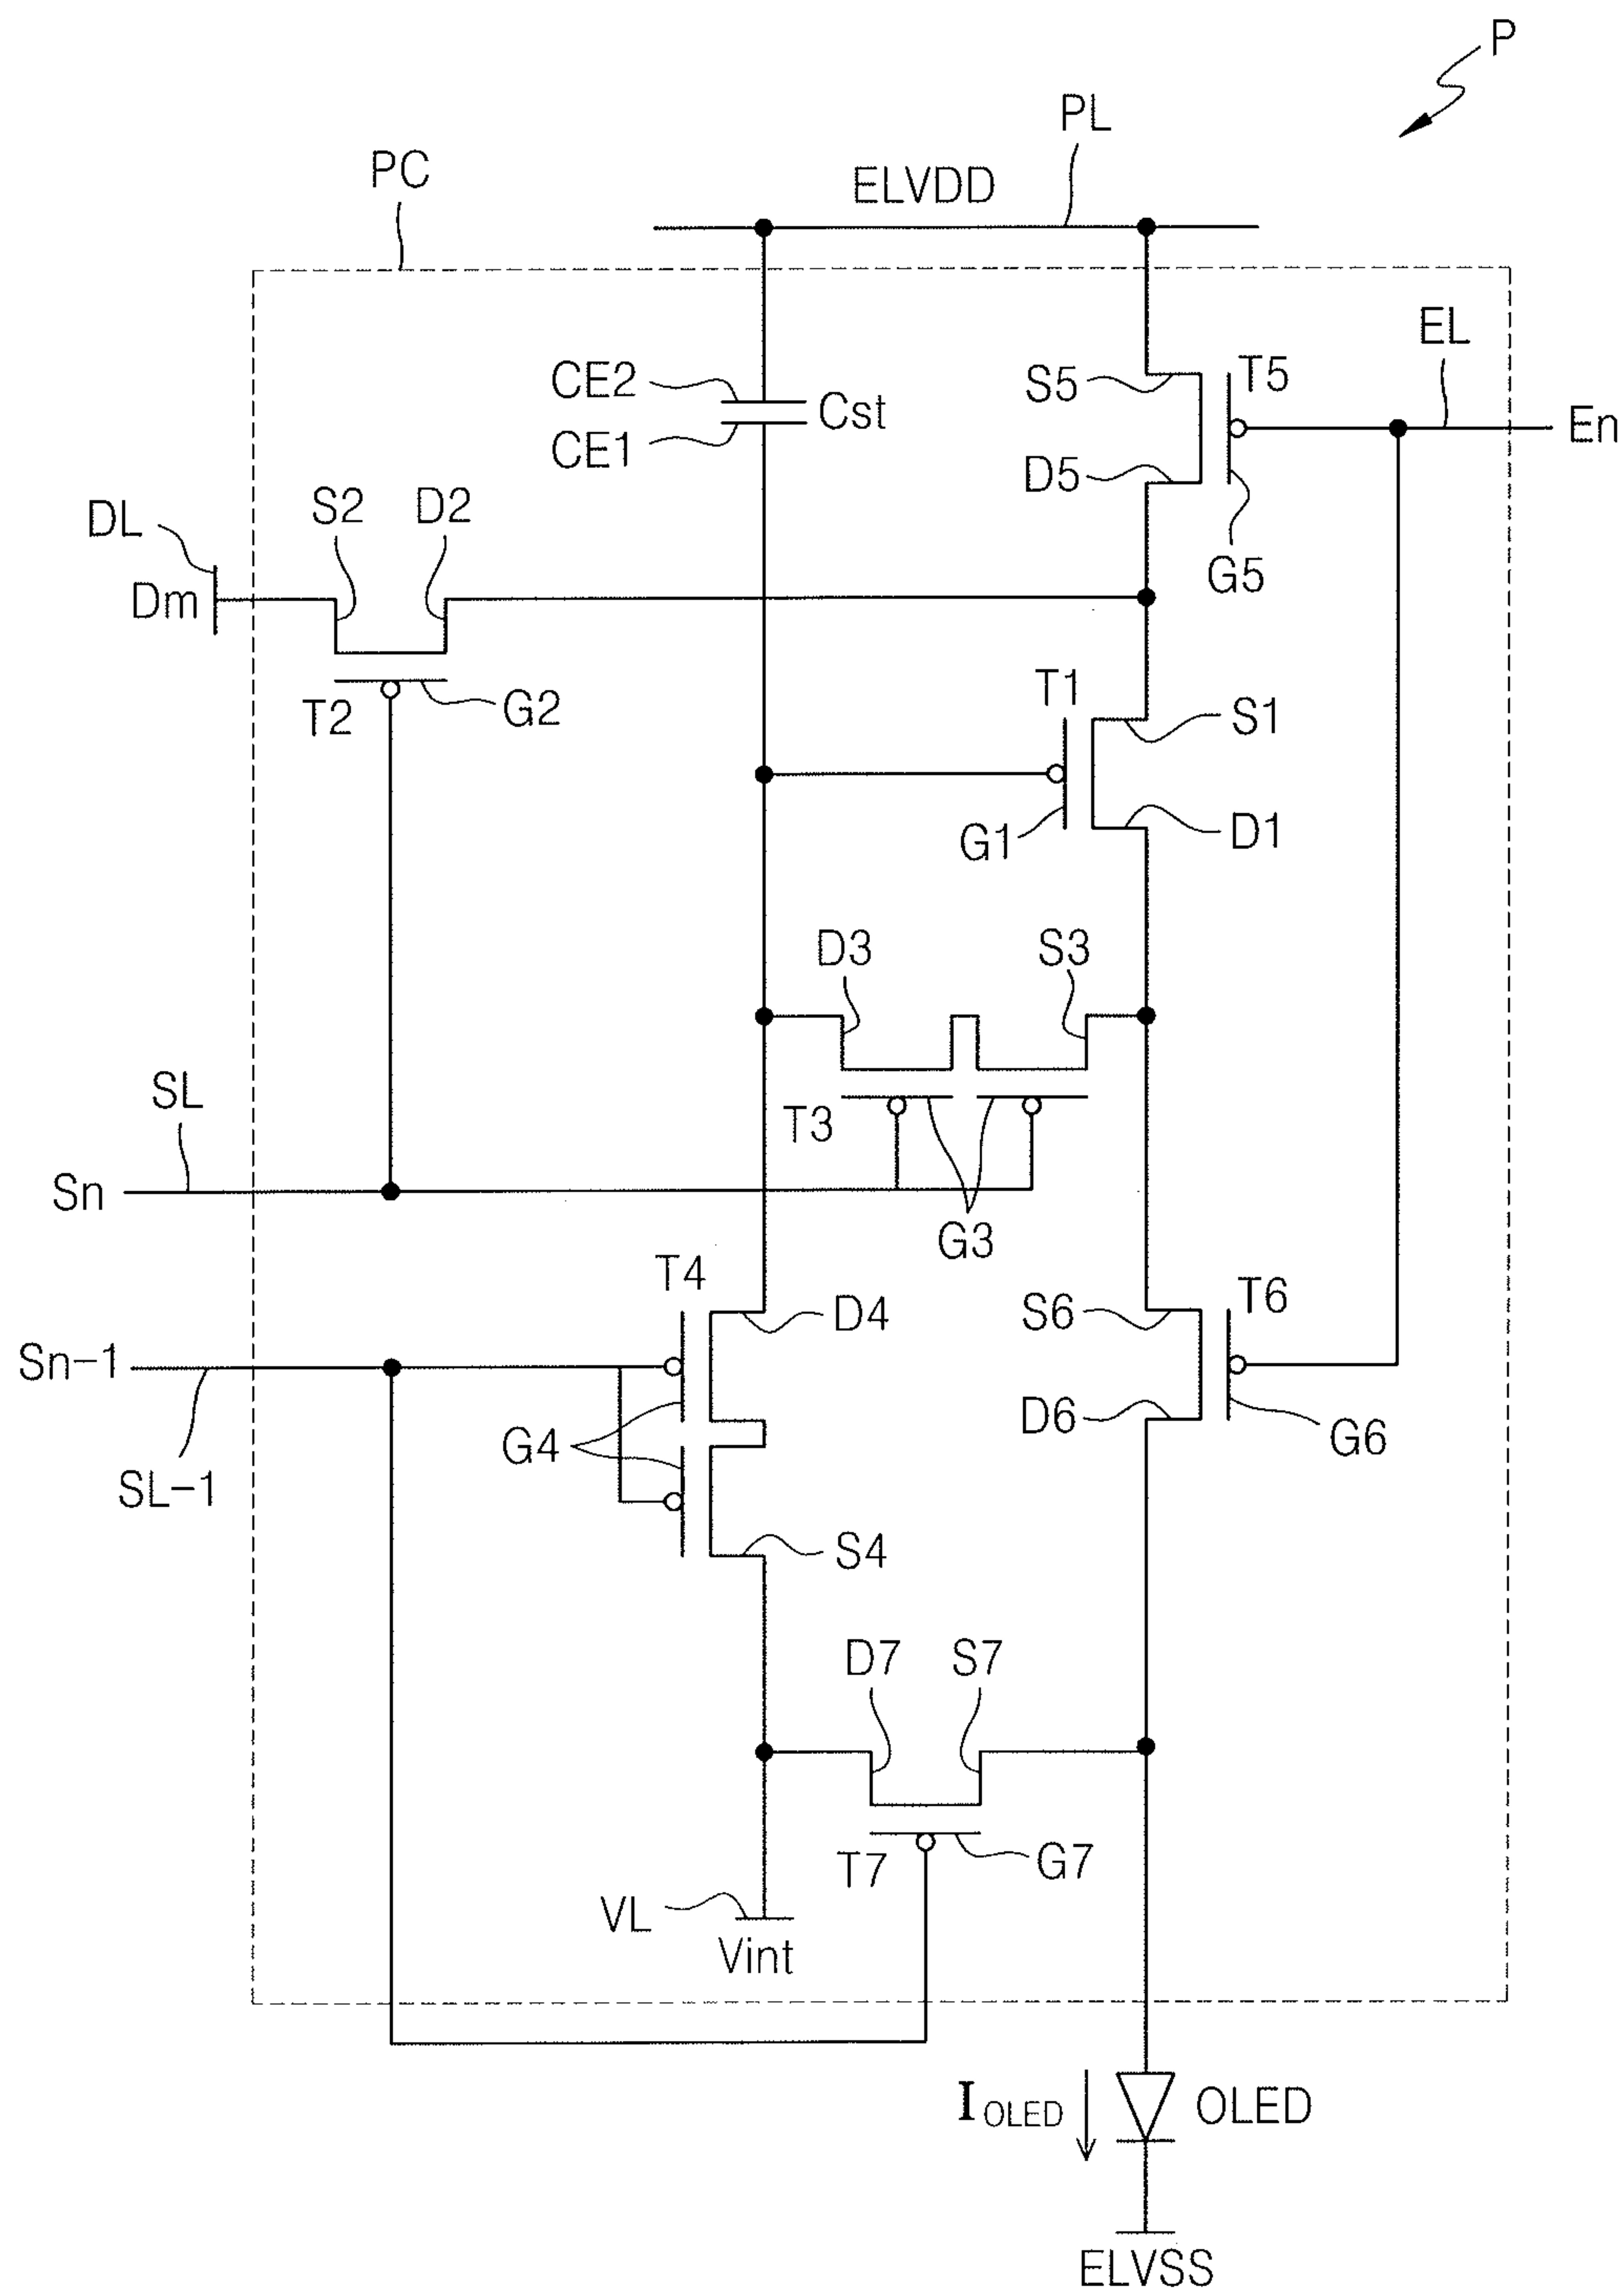 P
PL
PC
ELVDD
EL
CE2
S5
T5
Cst
En
CE1
D5
S2
D2
DL
G5
Dm
T1
G2
T2
S1
G1
D1
D3
S3
SL
T3
Sn
G3
T4
T6
D4
S6
Sn-1
D6
G4
G6
SL-1
S4
D7
S7
T7
G7
VL
Vint
IOLED
OLED
ELVSS